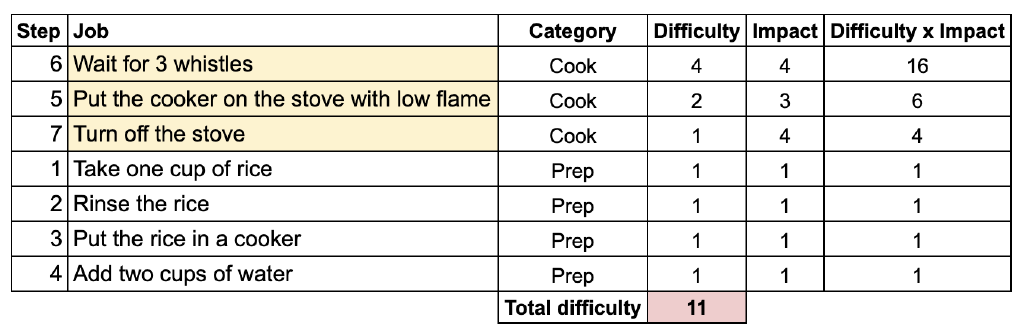 Step Job Category Difficulty Impact Difficulty x Impact
6 Wait for 3 whistles Cook 4 4 16
5 Put the cooker on the stove with low flame Cook 2 3 6
7 Turn off the stove Cook 1 4 4
1 Take one cup of rice Prep 1 1 1
2 Rinse the rice Prep 1 1 1
3 Put the rice in a cooker Prep 1 1 1
4 Add two cups of water Prep 1 1 1
Total difficulty 11